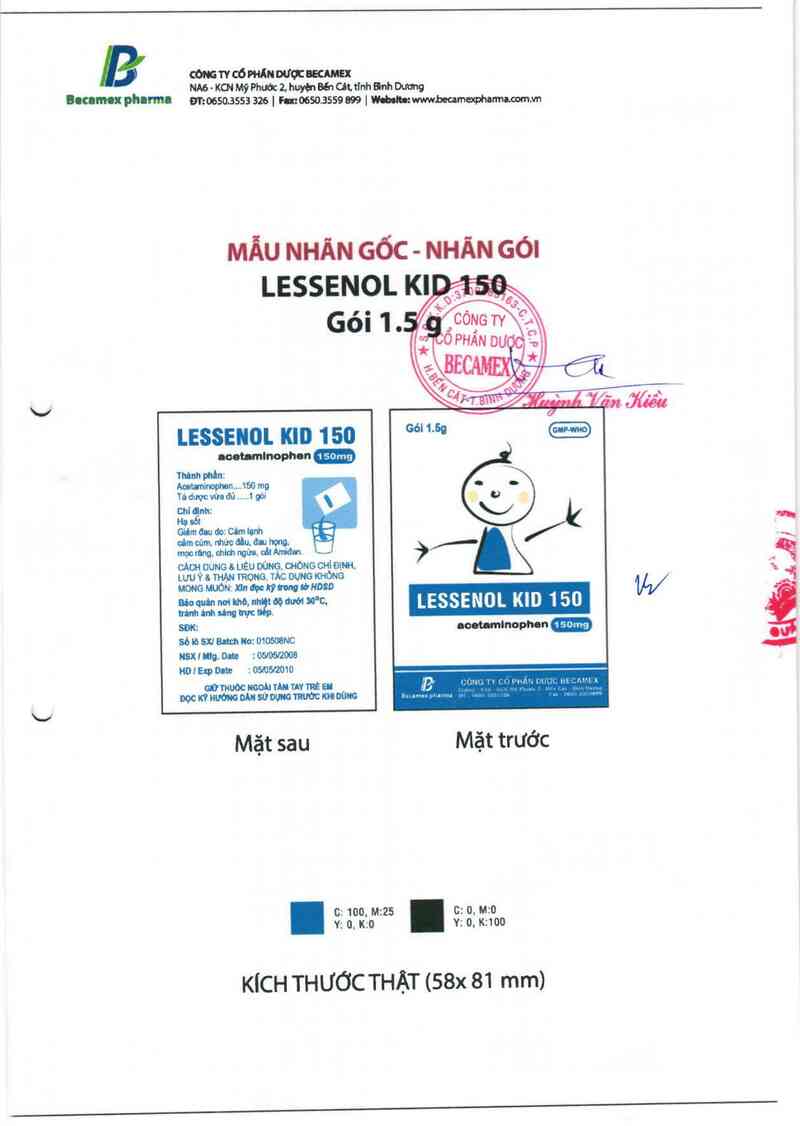 CÔNG TY CỔ PHẦN DƯỢC BECAMEX
NA6 - KCN Mỹ Phước 2, huyện Bến Cát, tỉnh Bình Dương
Becamex pharma
ĐT: 0650.3553 326 | Fax: 0650.3559 899 | Website: www.becamexpharma.com.vn
MẪU NHÃN GỐC - NHÃN GÓI
LESSENOL KID 150
Gói 1.5 g
CÔNG TY
CỔ PHẦN DƯỢC
BECAMEX
H.BẾN CÁT-T.BÌNH DƯƠNG
Huỳnh Văn Kiều
LESSENOL KID 150
acetaminophen 150mg
Thành phần:
Acetaminophen....150 mg
Tá dược vừa đủ .....1 gói
Chỉ định:
Hạ sốt
Giảm đau do: Cảm lạnh
cảm cúm, nhức đầu, đau họng,
mọc răng, chích ngừa, cắt Amiđan.
CÁCH DÙNG & LIỀU DÙNG, CHỐNG CHỈ ĐỊNH,
LƯU Ý & THẬN TRỌNG, TÁC DỤNG KHÔNG
MONG MUỐN: Xin đọc kỹ trong tờ HDSD
Bảo quản nơi khô, nhiệt độ dưới 30°C,
tránh ánh sáng trực tiếp.
SĐK:
Số lô SX/ Batch No: 010508NC
NSX / Mfg. Date : 05/05/2008
HD / Exp Date : 05/05/2010
GIỮ THUỐC NGOÀI TẦM TAY TRẺ EM
ĐỌC KỸ HƯỚNG DẪN SỬ DỤNG TRƯỚC KHI DÙNG
Mặt sau
Gói 1.5g
GMP-WHO
LESSENOL KID 150
acetaminophen 150mg
CÔNG TY CỔ PHẦN DƯỢC BECAMEX
Becamex pharma
Mặt trước
C: 100, M:25
Y: 0, K:0
C: 0, M:0
Y: 0, K:100
KÍCH THƯỚC THẬT (58x 81 mm)